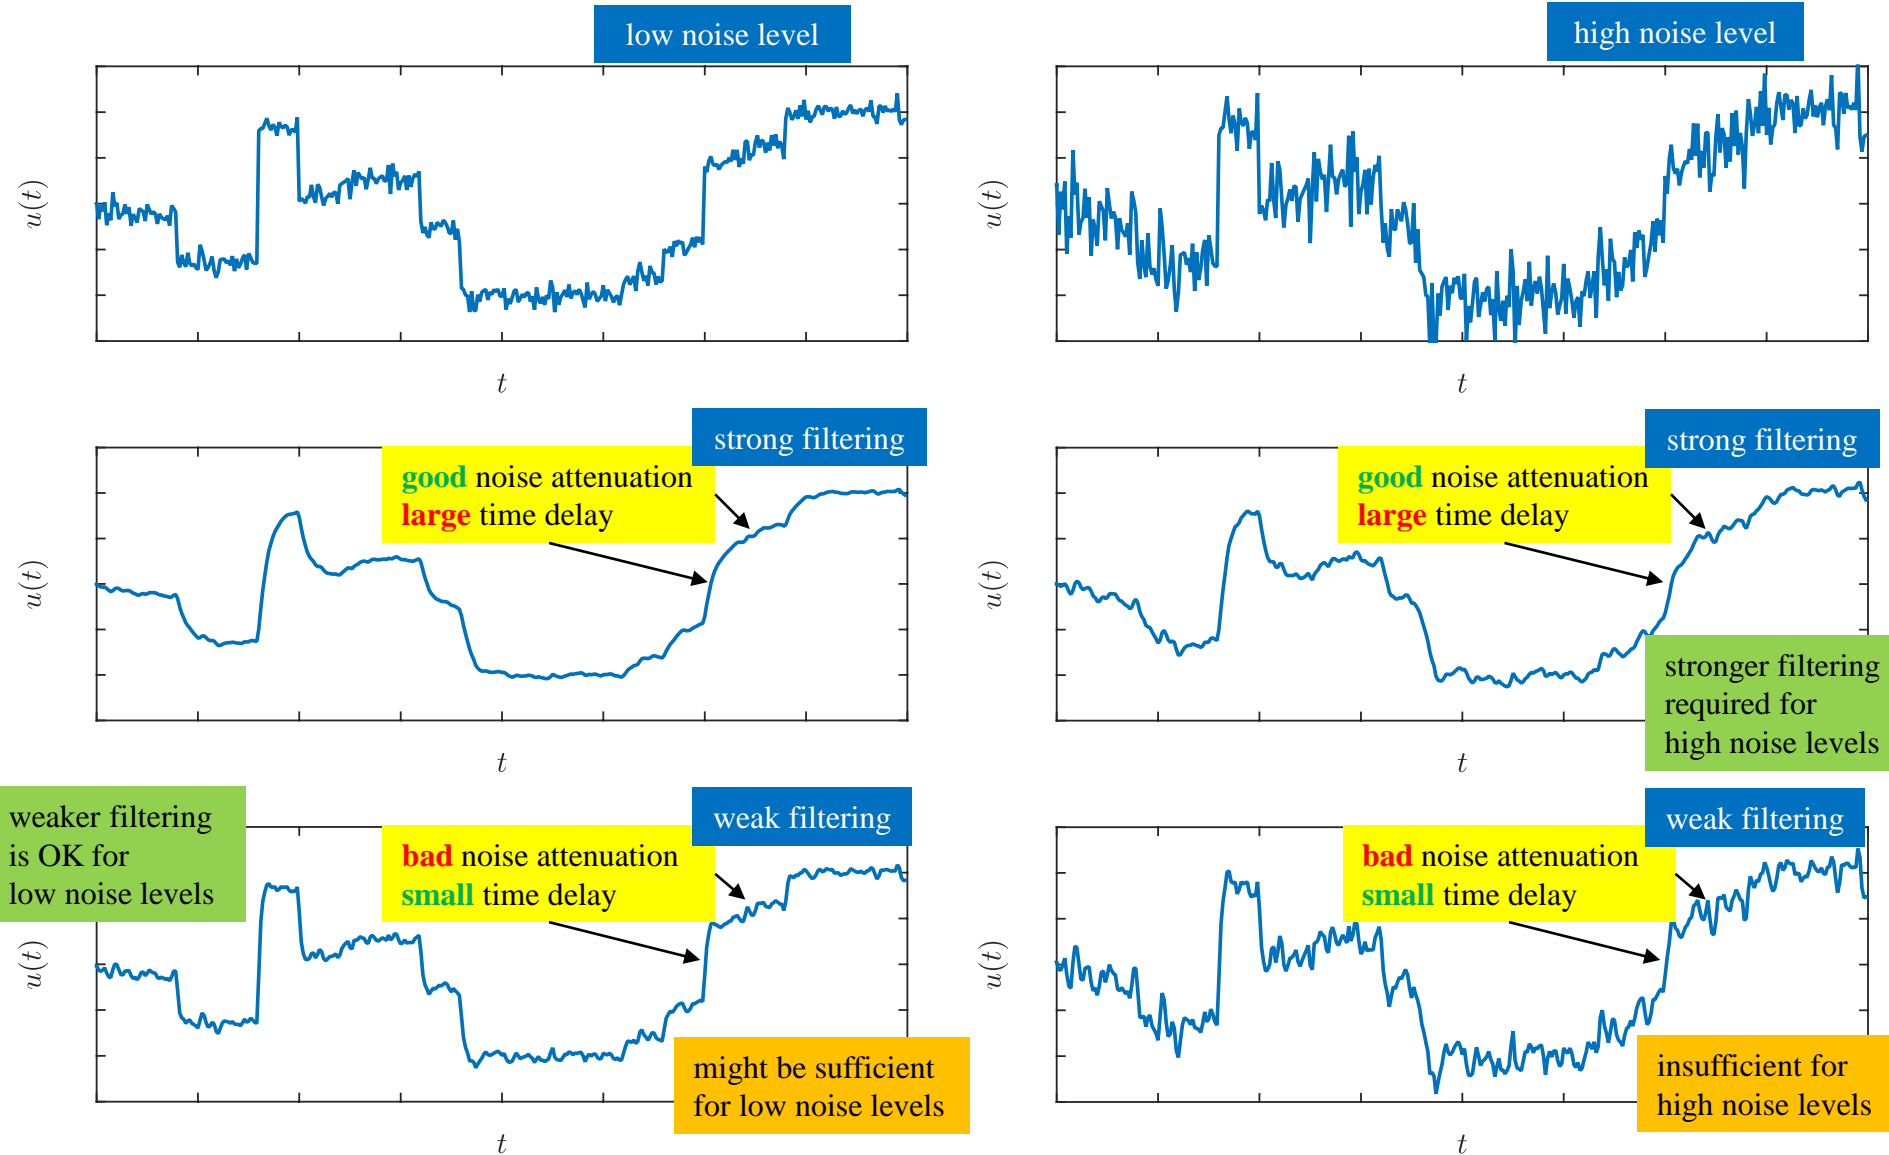 low noise level
high noise level
u(t)
t
u(t)
t
strong filtering
good noise attenuation
large time delay
u(t)
t
strong filtering
good noise attenuation
large time delay
stronger filtering
required for
high noise levels
u(t)
t
weaker filtering
is OK for
low noise levels
weak filtering
bad noise attenuation
small time delay
might be sufficient
for low noise levels
u(t)
t
weak filtering
bad noise attenuation
small time delay
insufficient for
high noise levels
u(t)
t